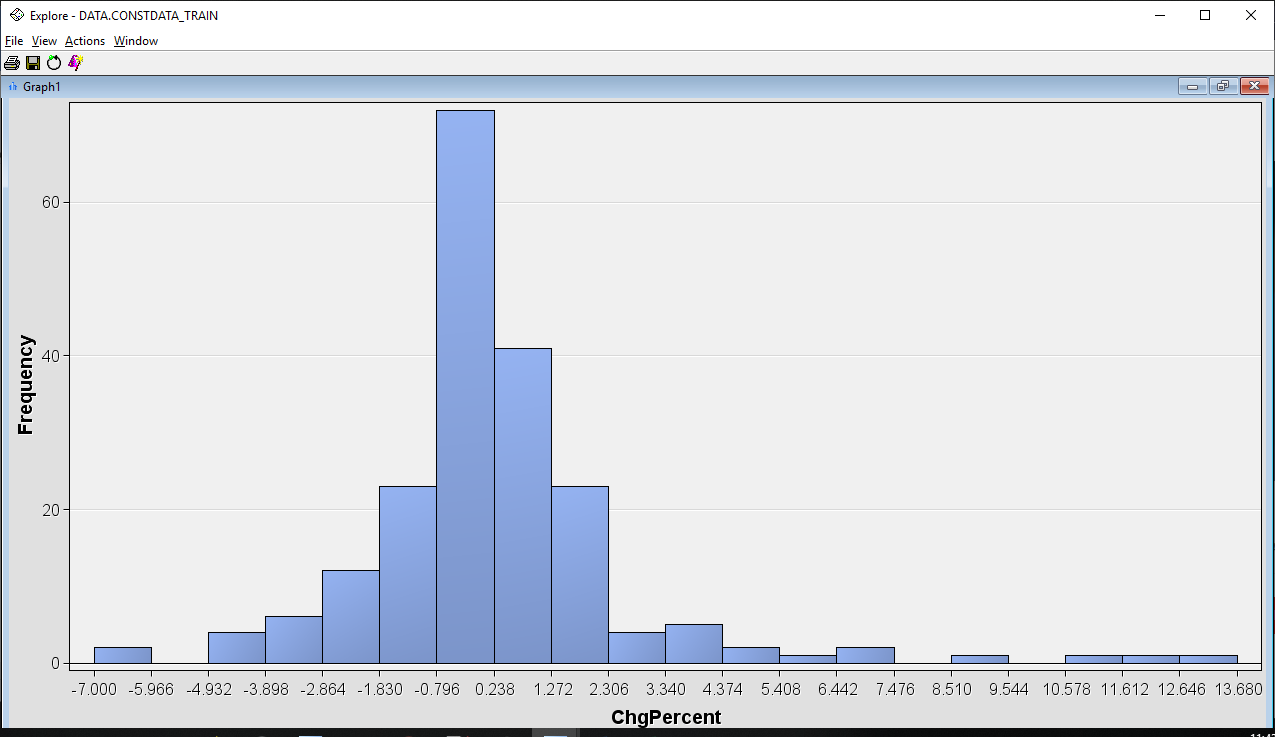 Explore - DATA.CONSTDATA_TRAIN
File View Actions Window
Graph1
60
40
20
0
Frequency
-7.000 -5.966 -4.932 -3.898 -2.864 -1.830 -0.796 0.238 1.272 2.306 3.340 4.374 5.408 6.442 7.476 8.510 9.544 10.578 11.612 12.646 13.680
ChgPercent